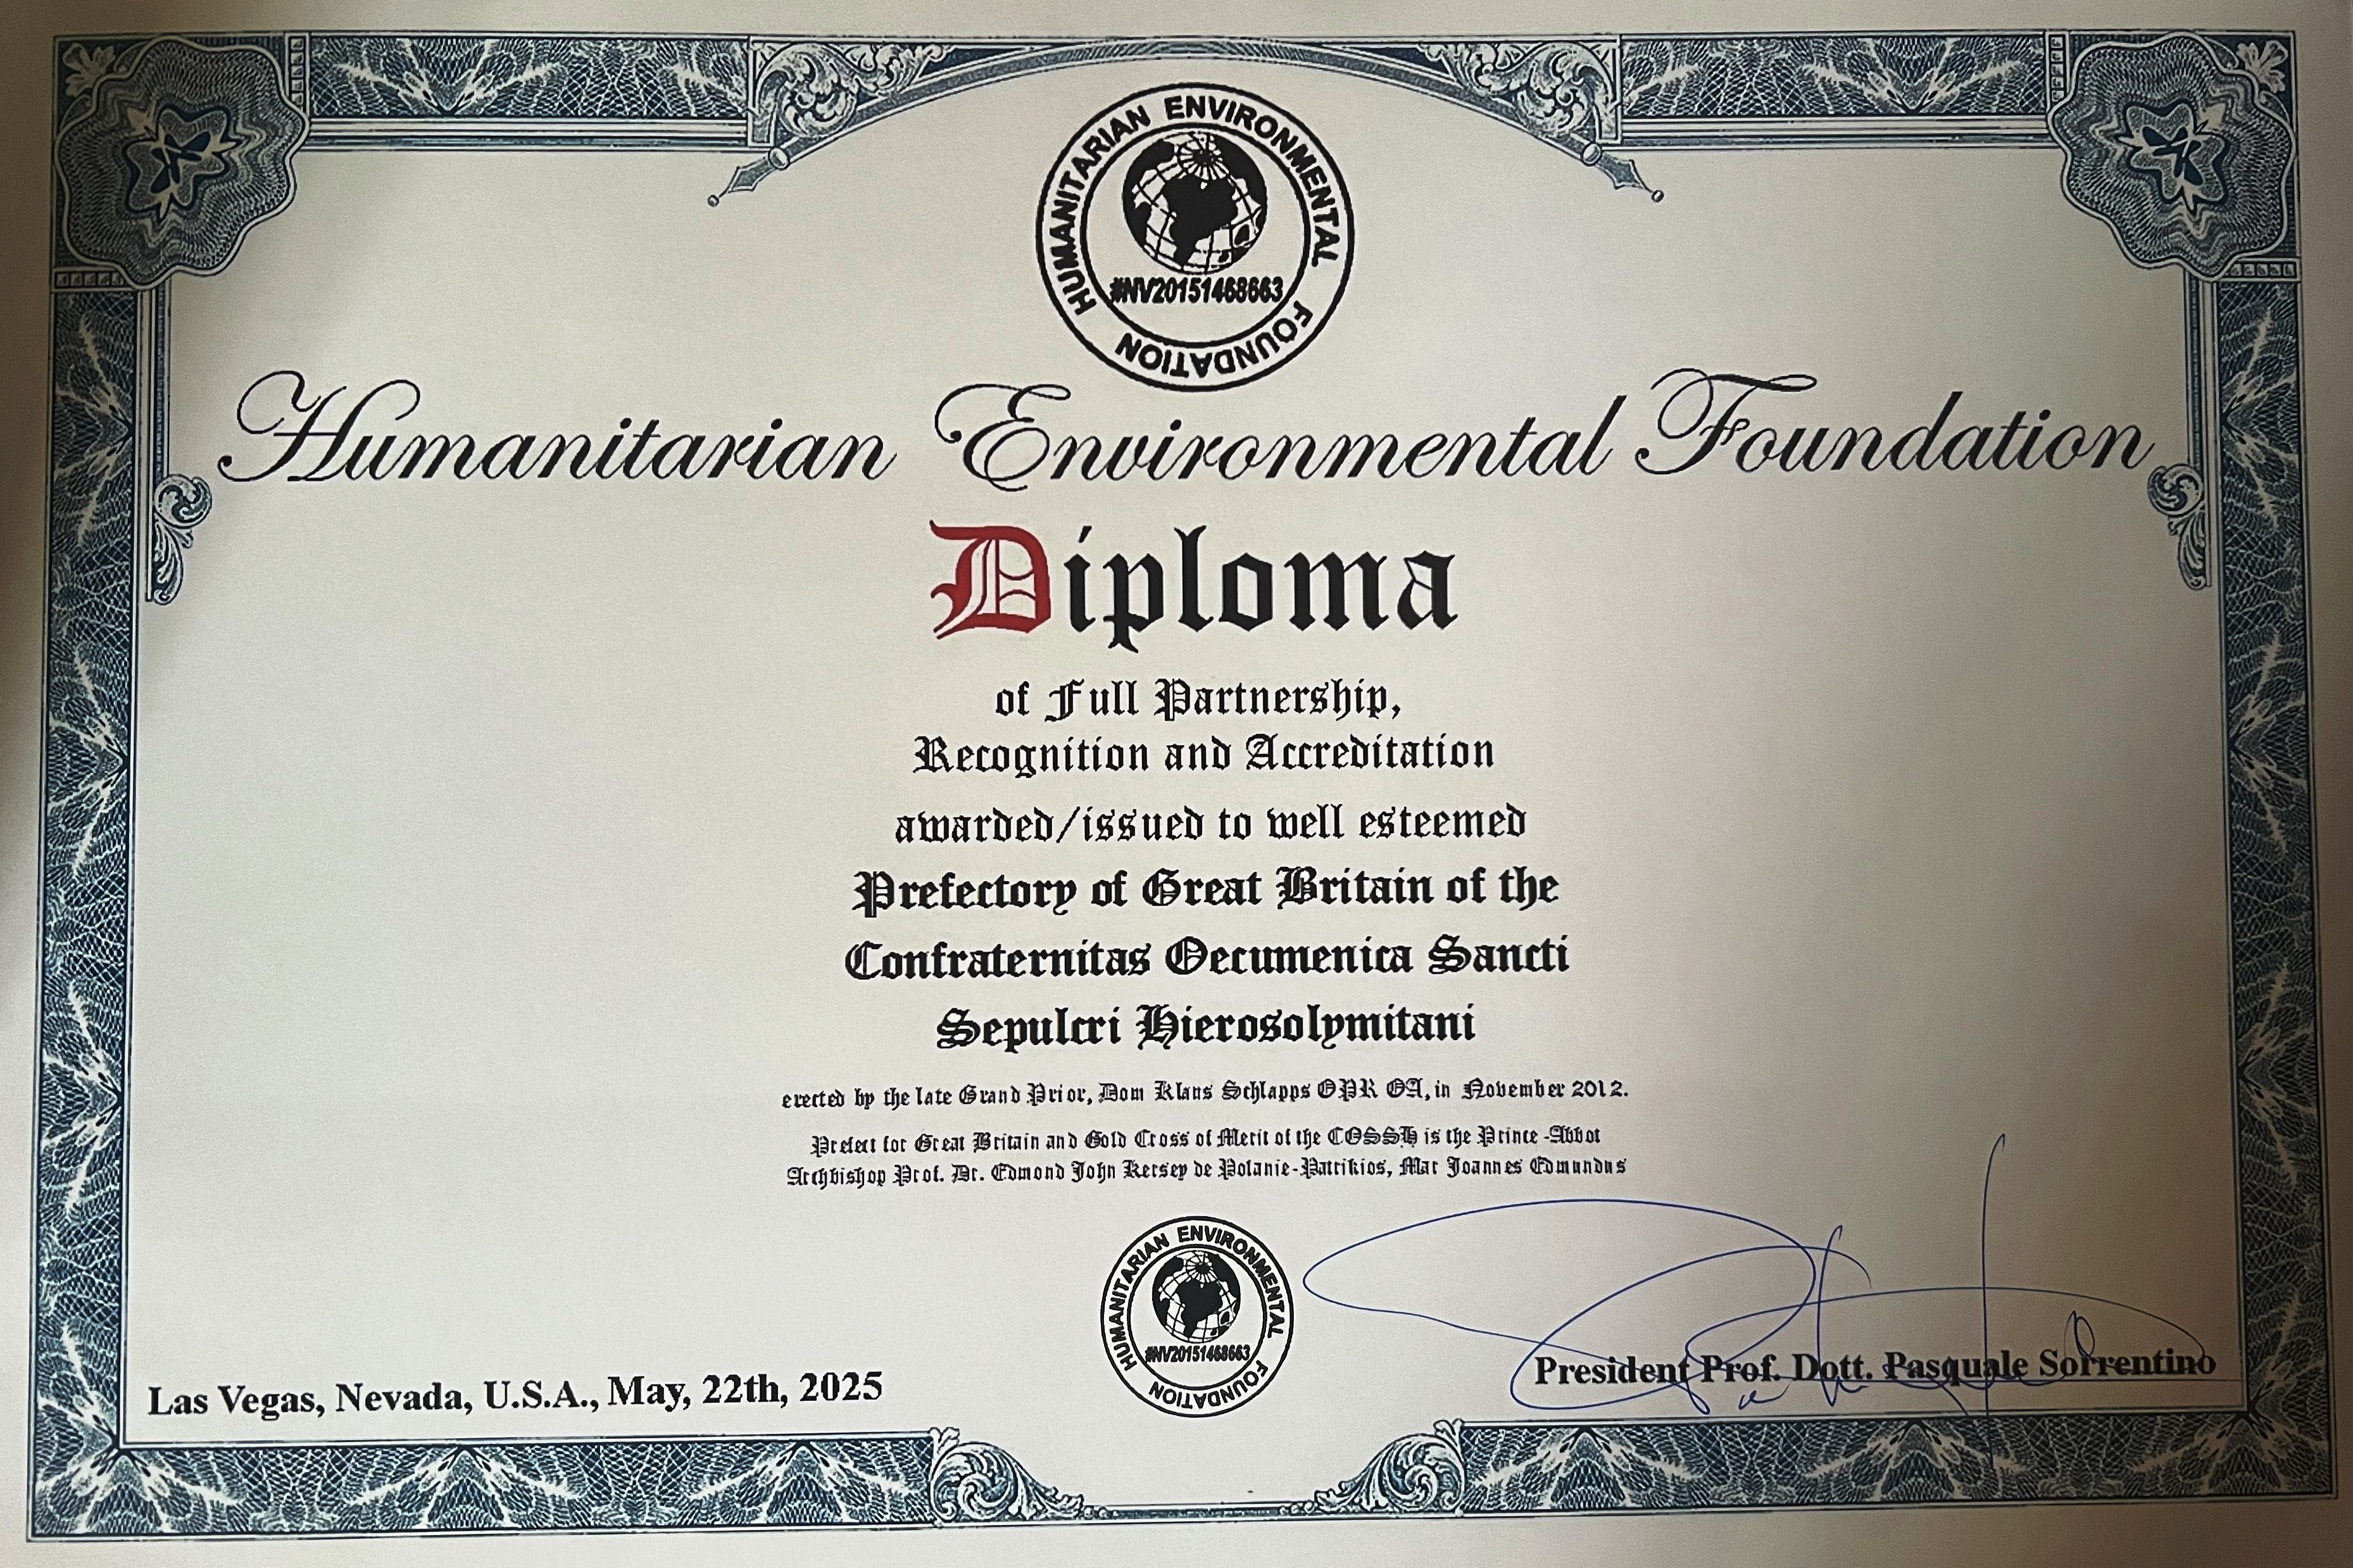 HUMANITARIAN ENVIRONMENTAL FOUNDATION
#NV20151468663
Humanitarian Environmental Foundation
Diploma
of Full Partnership,
Recognition and Accreditation
awarded/issued to well esteemed
Prefectory of Great Britain of the
Confraternitas Oecumenica Sancti
Sepulcri Hierosolymitani
erected by the late Grand Prior, Dom Klaus Schlapps OPR OA, in November 2012.
Prefect for Great Britain and Gold Cross of Merit of the COSSH is the Prince -Abbot
Archbishop Prof. Dr. Edmond John Kersey de Polanie-Patrikios, Mar Joannes Edmundus
HUMANITARIAN ENVIRONMENTAL FOUNDATION
#NV20151468663
Las Vegas, Nevada, U.S.A., May, 22th, 2025
President Prof. Dott. Pasquale Sorrentino